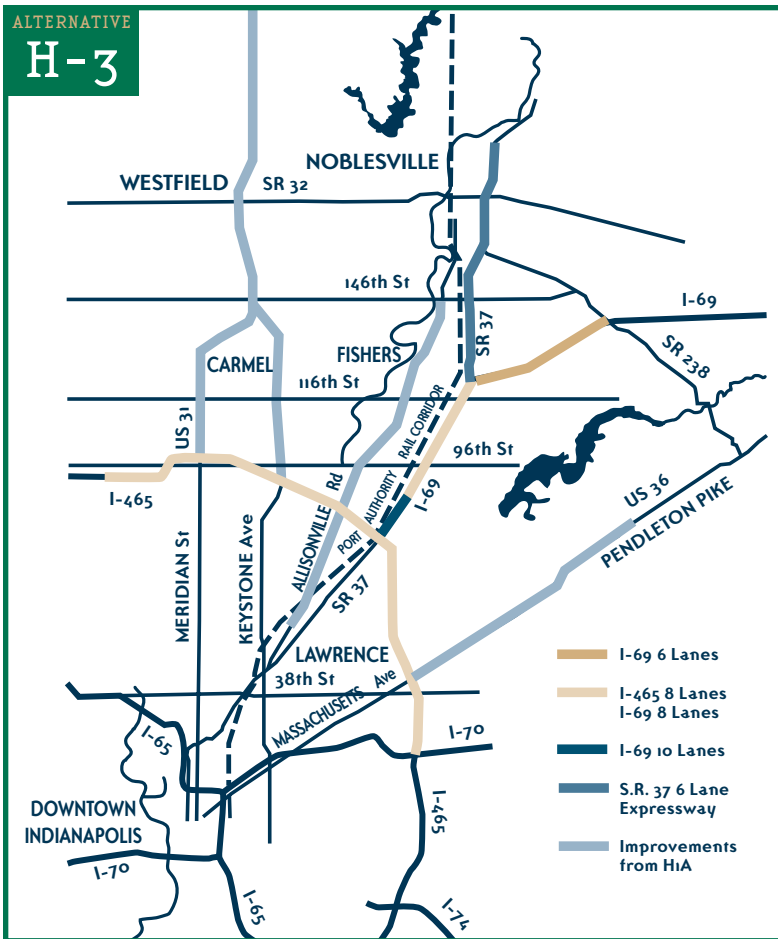 ALTERNATIVE
H-3
NOBLESVILLE
WESTFIELD
SR 32
146th St
I-69
SR 37
FISHERS
CARMEL
SR 238
116th St
US 31
PORT AUTHORITY RAIL CORRIDOR
96th St
I-465
I-69
US 36
PENDLETON PIKE
ALLISONVILLE Rd
MERIDIAN St
KEYSTONE Ave
SR 37
LAWRENCE
38th St
MASSACHUSETTS Ave
I-65
I-70
DOWNTOWN
INDIANAPOLIS
I-465
I-70
I-65
I-74
I-69 6 Lanes
I-465 8 Lanes
I-69 8 Lanes
I-69 10 Lanes
S.R. 37 6 Lane
Expressway
Improvements
from H1A